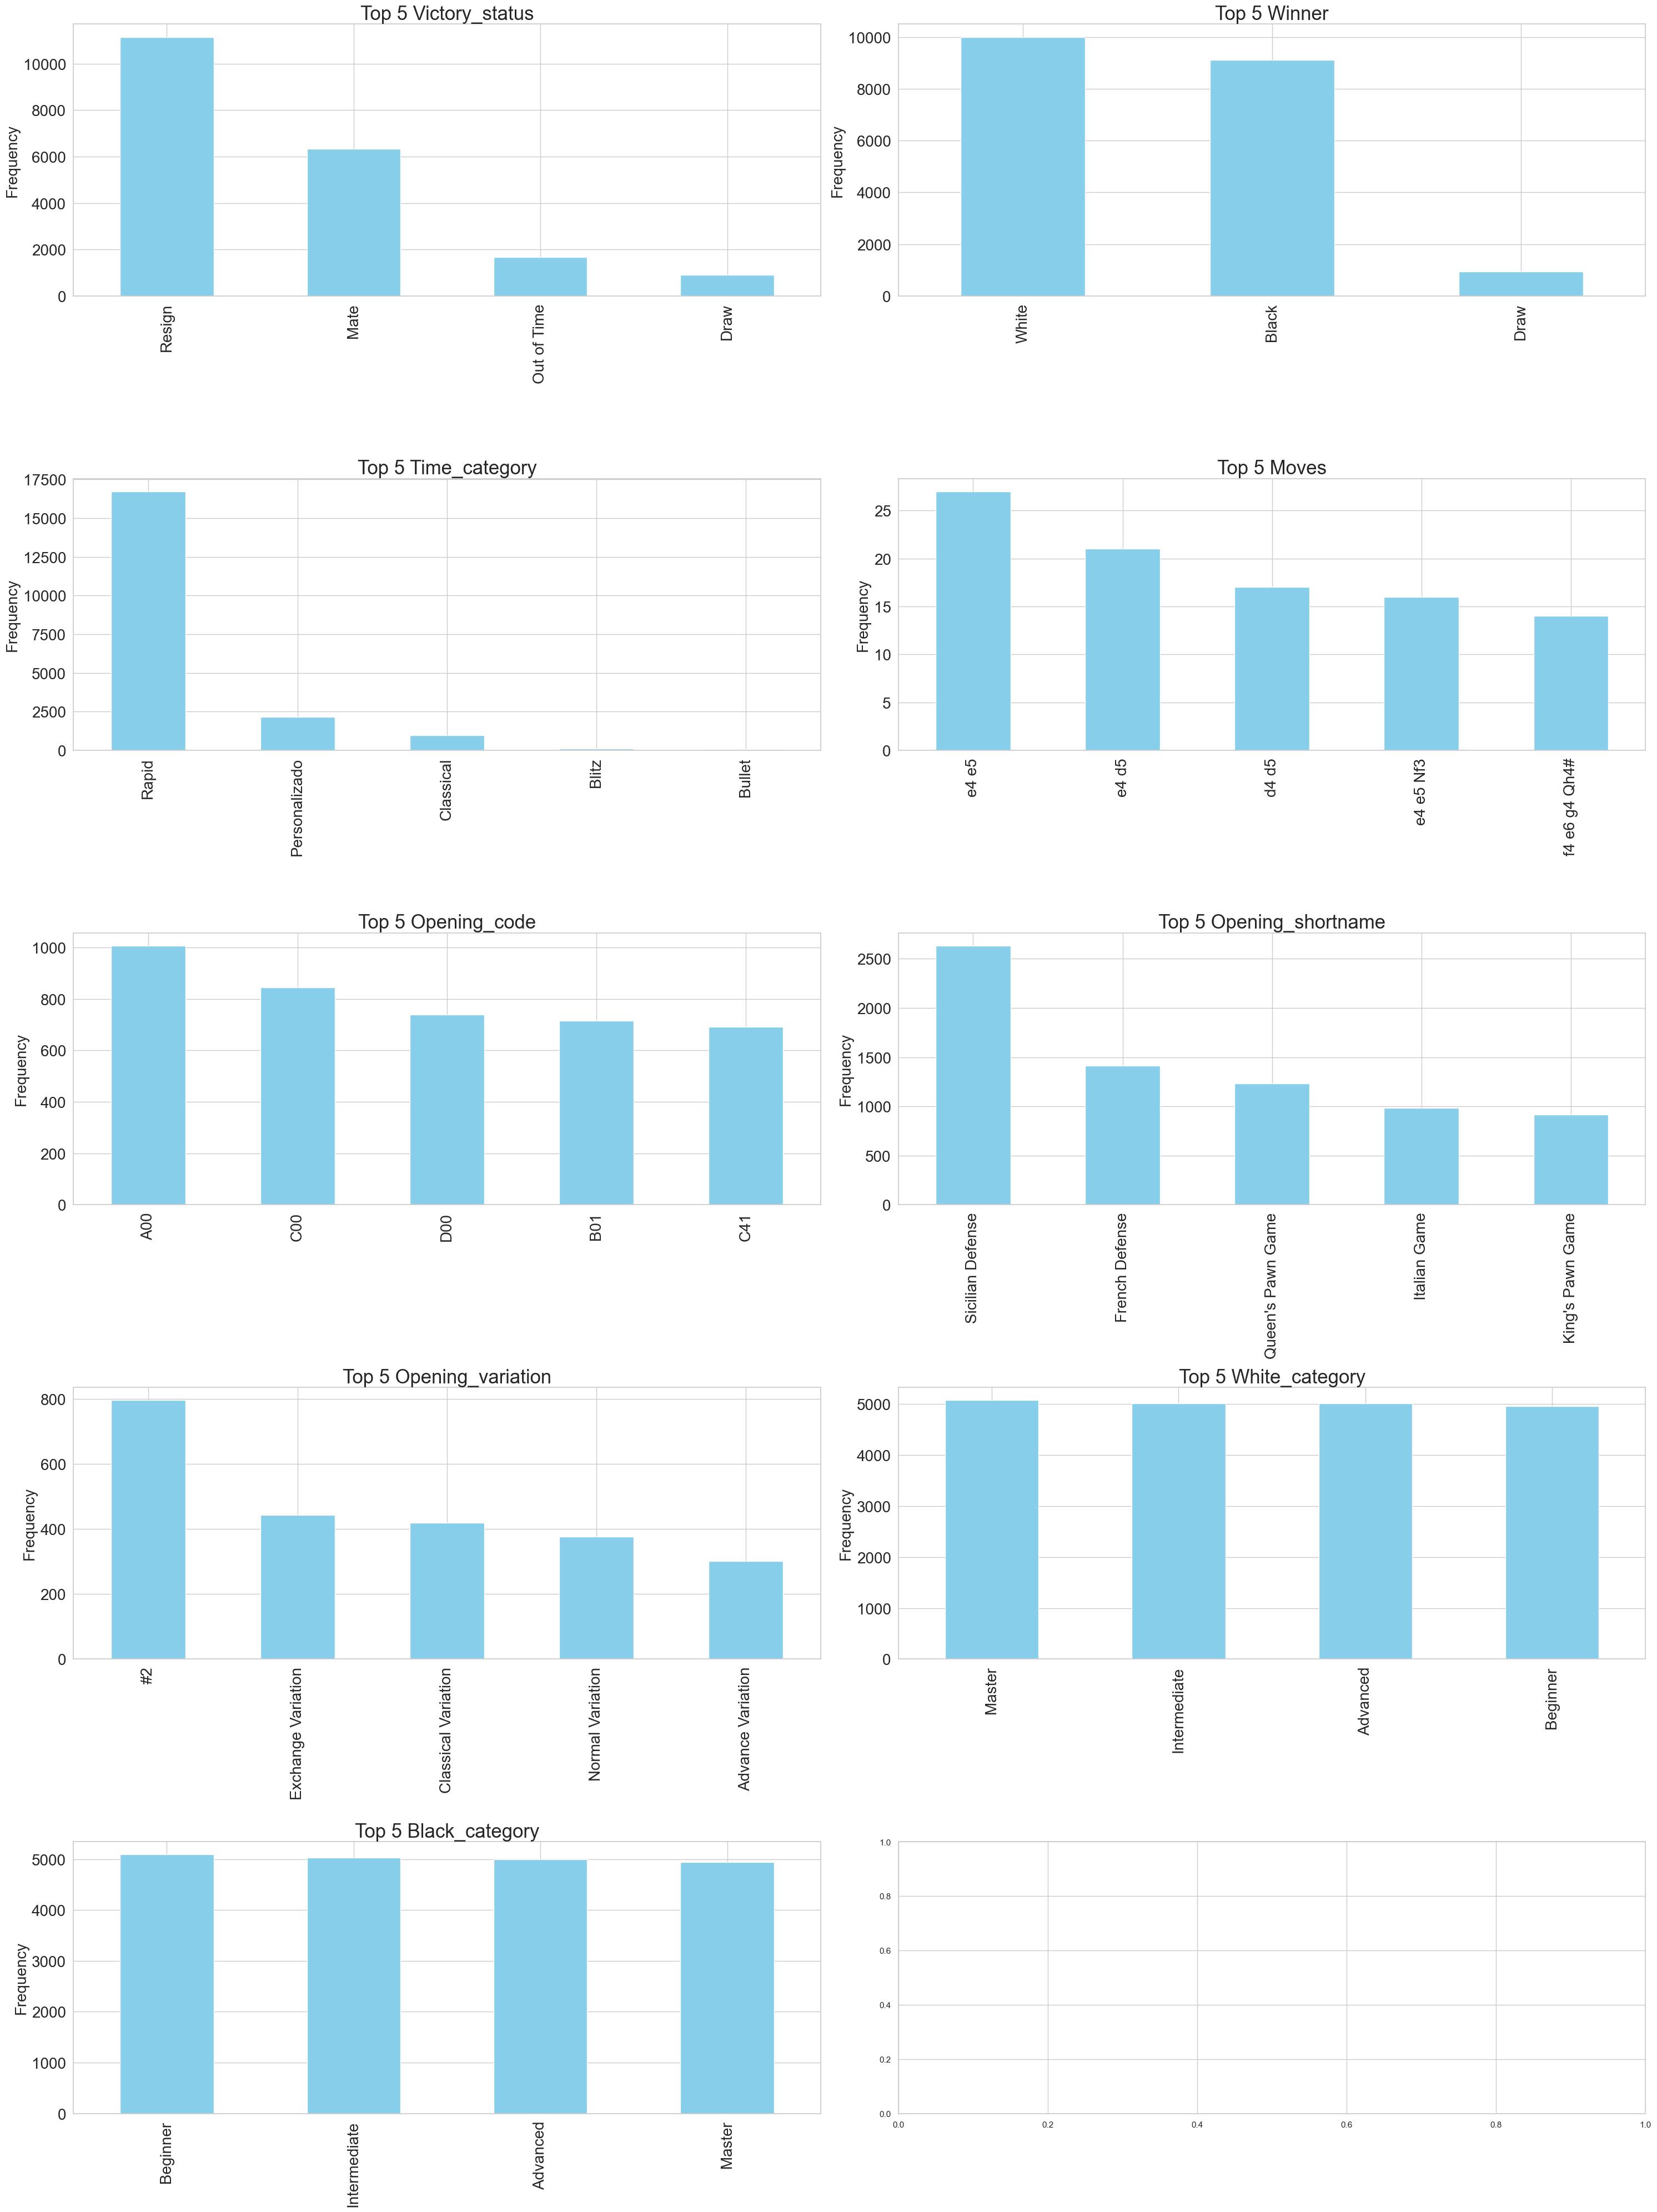 Top 5 Victory_status
Frequency
10000
8000
6000
4000
2000
0
Resign
Mate
Out of Time
Draw
Top 5 Winner
Frequency
10000
8000
6000
4000
2000
0
White
Black
Draw
Top 5 Time_category
Frequency
17500
15000
12500
10000
7500
5000
2500
0
Rapid
Personalizado
Classical
Blitz
Bullet
Top 5 Moves
Frequency
25
20
15
10
5
0
e4 e5
e4 d5
d4 d5
e4 e5 Nf3
f4 e6 g4 Qh4#
Top 5 Opening_code
Frequency
1000
800
600
400
200
0
A00
C00
D00
B01
C41
Top 5 Opening_shortname
Frequency
2500
2000
1500
1000
500
0
Sicilian Defense
French Defense
Queen's Pawn Game
Italian Game
King's Pawn Game
Top 5 Opening_variation
Frequency
800
600
400
200
0
#2
Exchange Variation
Classical Variation
Normal Variation
Advance Variation
Top 5 White_category
Frequency
5000
4000
3000
2000
1000
0
Master
Intermediate
Advanced
Beginner
Top 5 Black_category
Frequency
5000
4000
3000
2000
1000
0
Beginner
Intermediate
Advanced
Master
1.0
0.8
0.6
0.4
0.2
0.0
0.0
0.2
0.4
0.6
0.8
1.0